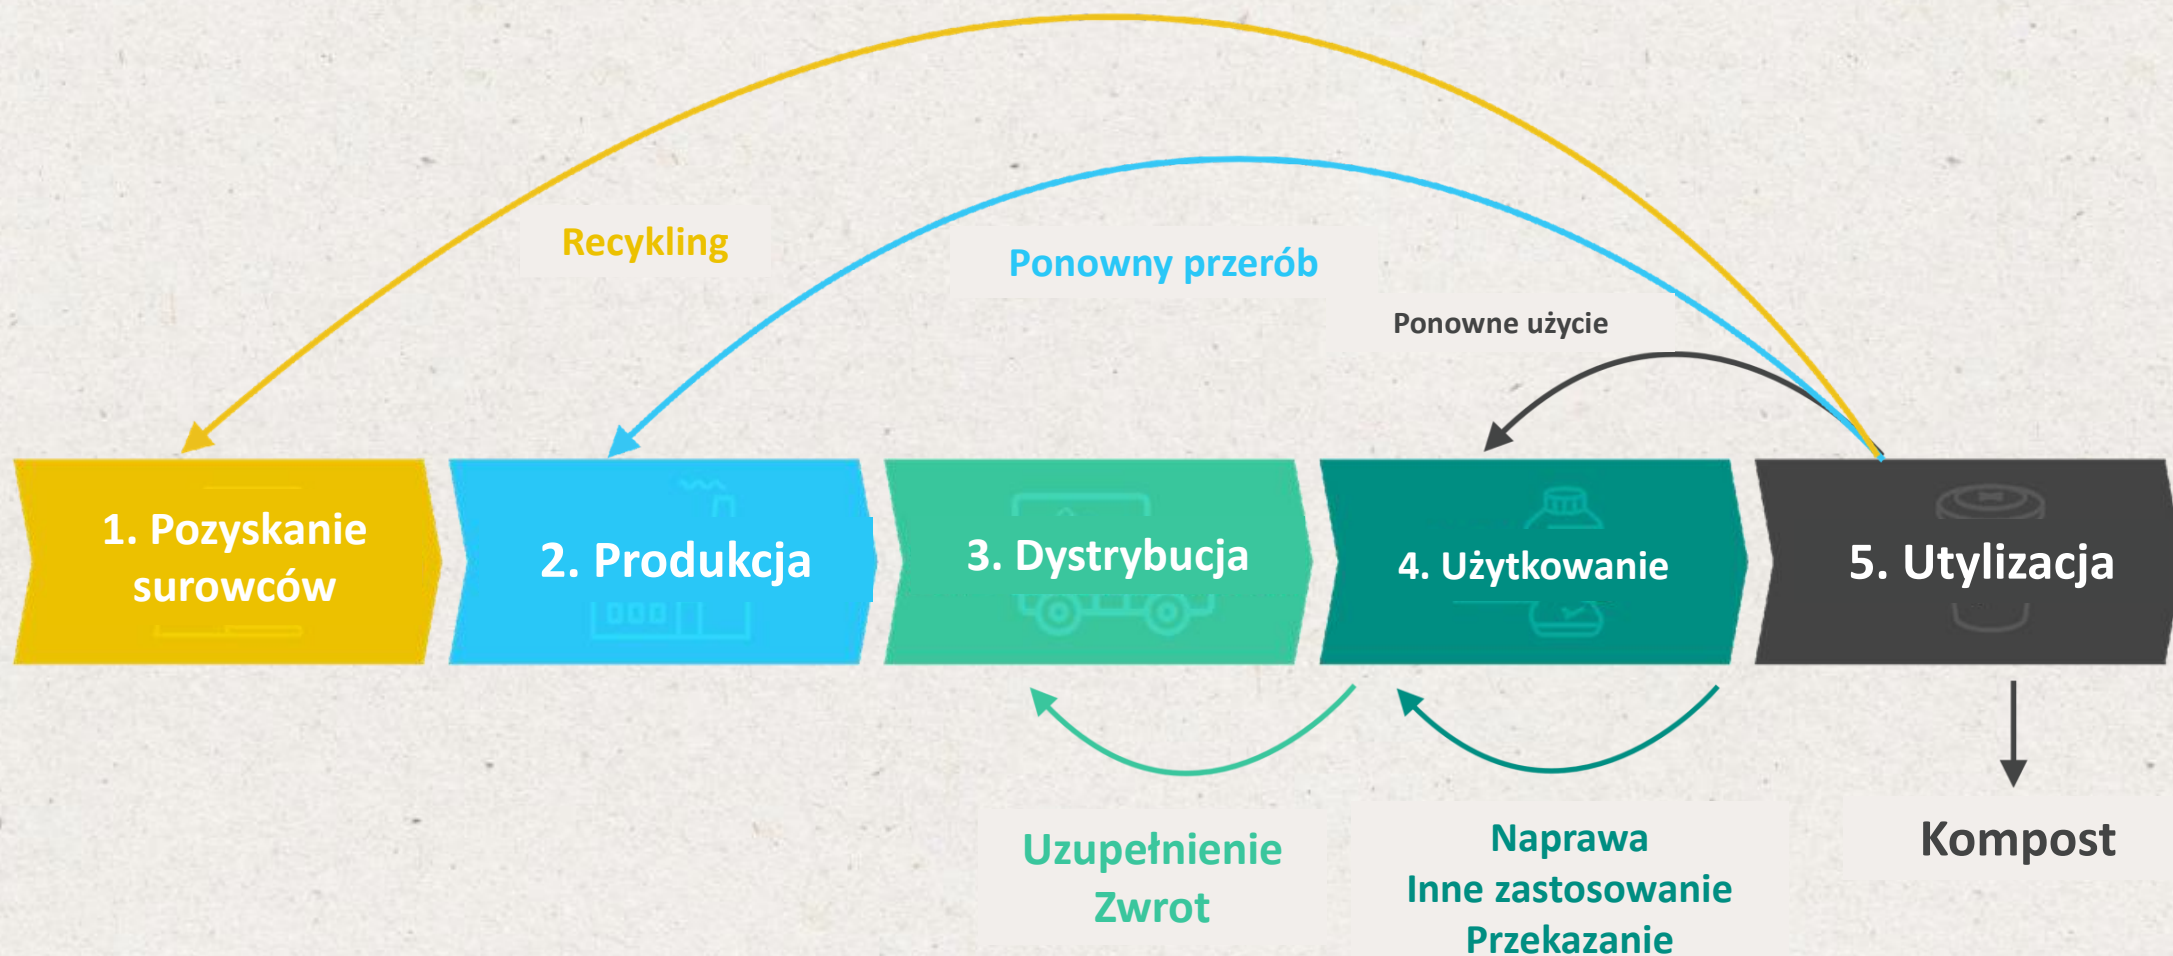 Recykling
Ponowny przerób
Ponowne użycie
1. Pozyskanie
surowców
2. Produkcja
3. Dystrybucja
4. Użytkowanie
5. Utylizacja
Uzupełnienie
Zwrot
Naprawa
Inne zastosowanie
Przekazanie
Kompost